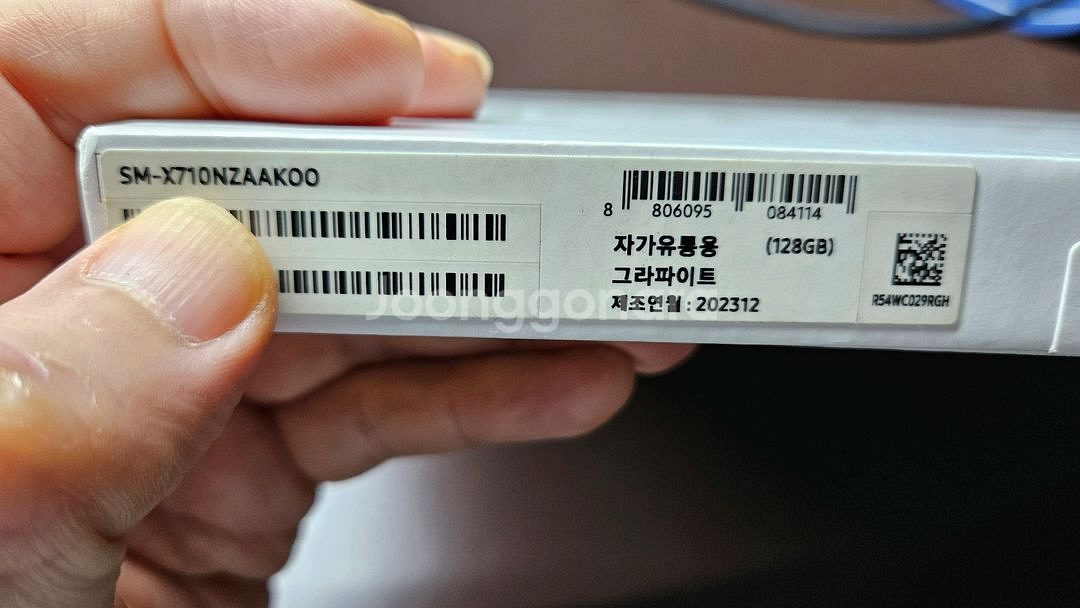 SM-X710NZAAKOO
8 806095 084114
자가유통용 (128GB)
그라파이트
제조연월 : 202312
R54WC029RGH
Joonggonara